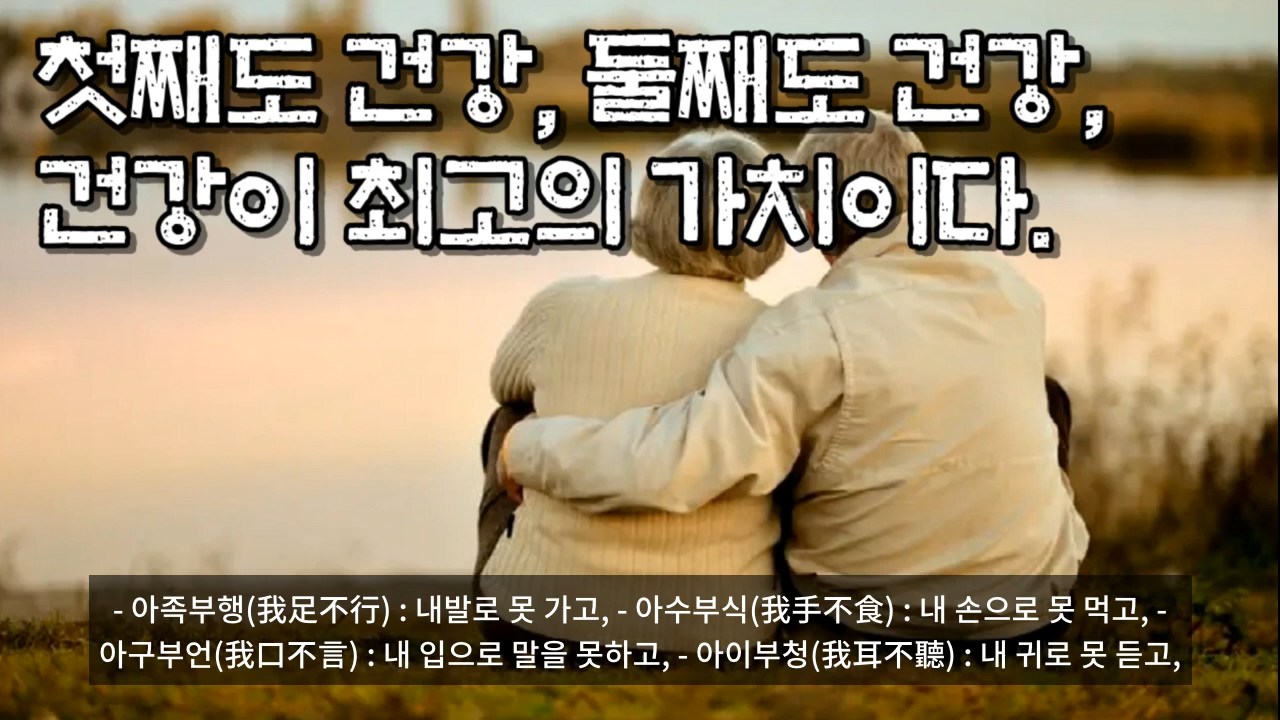 첫째도 건강, 둘째도 건강,
건강이 최고의 가치이다.
- 아족부행(我足不行) : 내발로 못 가고, - 아수부식(我手不食) : 내 손으로 못 먹고, -
아구부언(我口不言) : 내 입으로 말을 못하고, - 아이부청(我耳不聽) : 내 귀로 못 듣고,